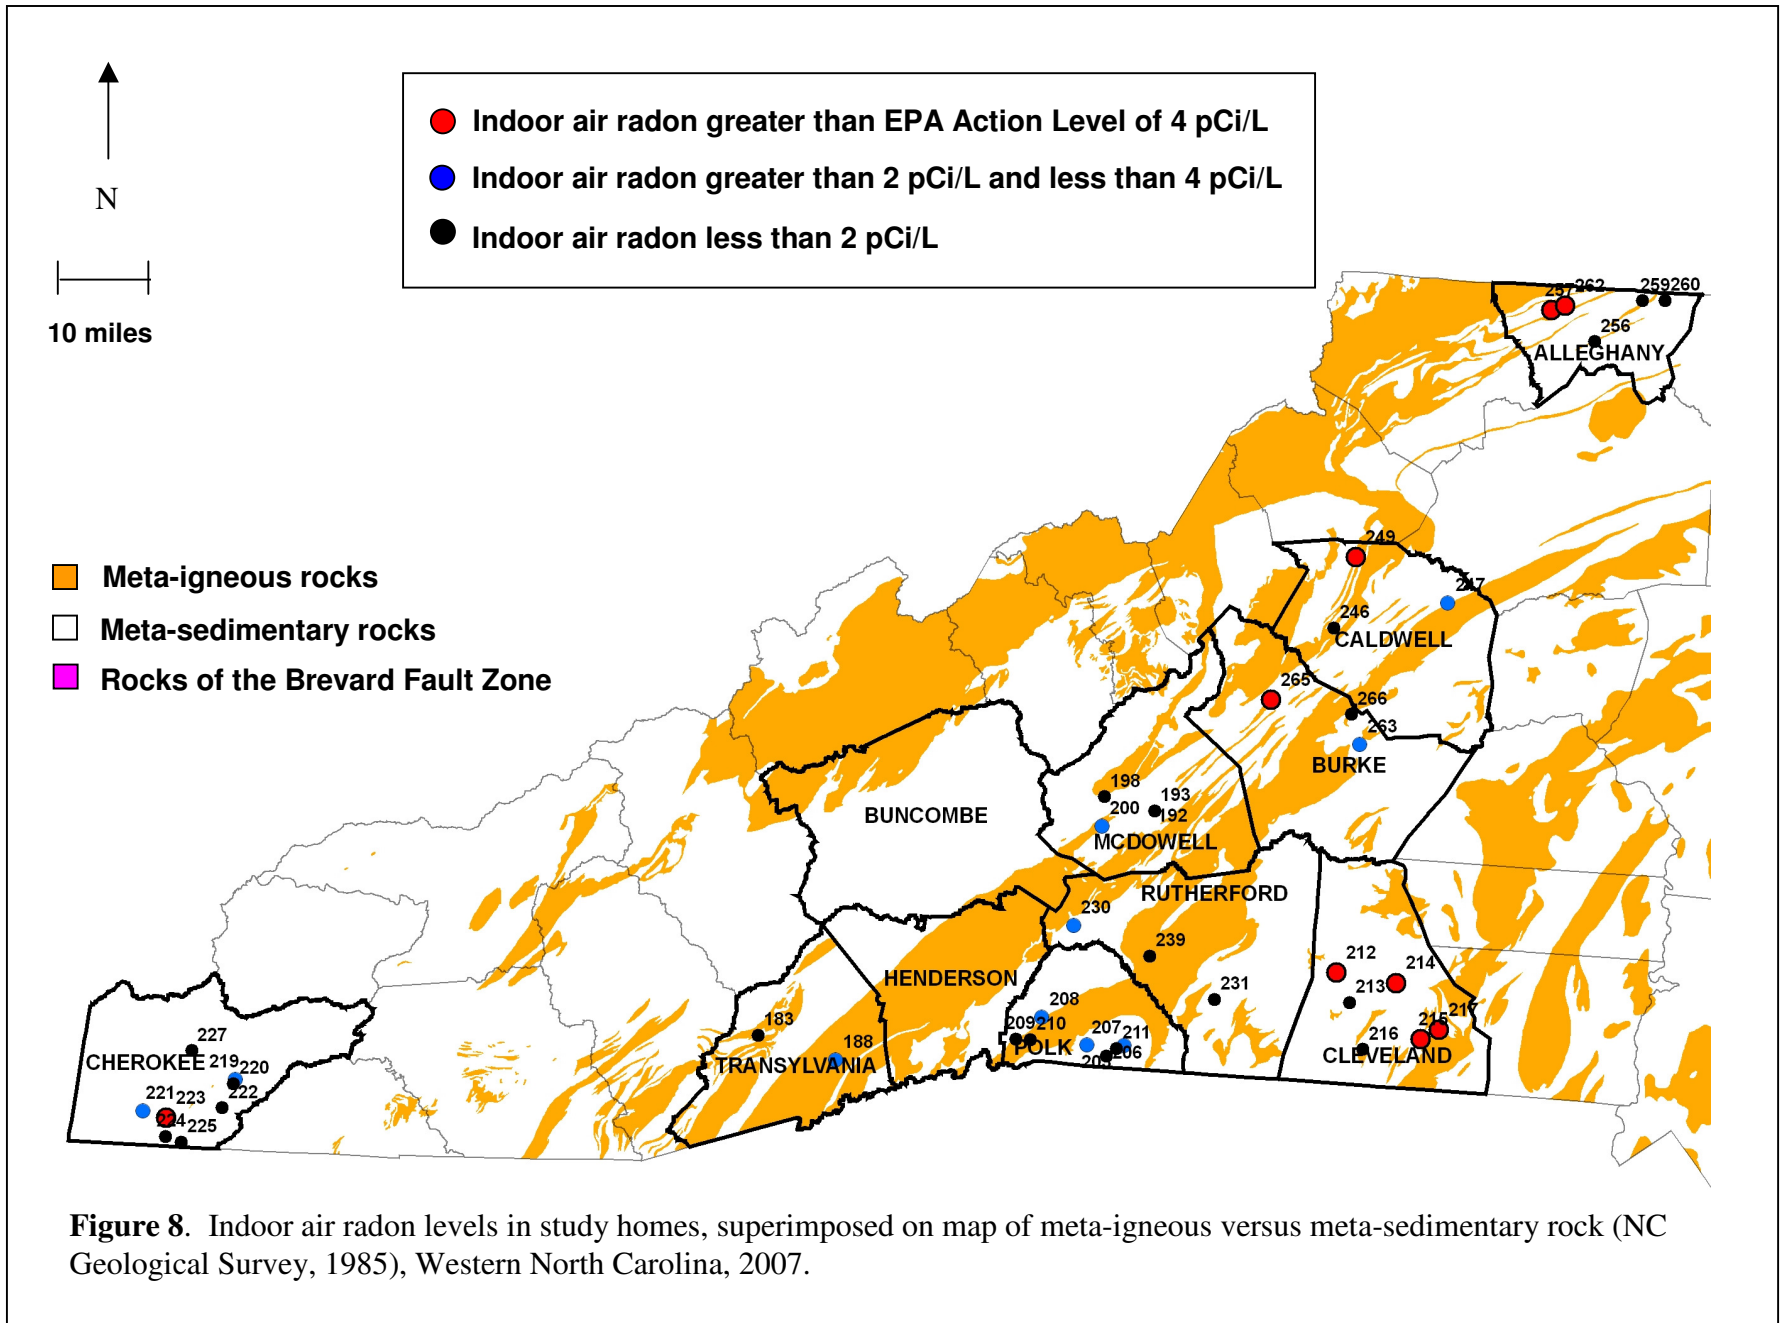 Indoor air radon greater than EPA Action Level of 4 pCi/L
Indoor air radon greater than 2 pCi/L and less than 4 pCi/L
Indoor air radon less than 2 pCi/L
N
10 miles
257 262 259 260
256
ALLEGHANY
Meta-igneous rocks
Meta-sedimentary rocks
Rocks of the Brevard Fault Zone
249
247
246
CALDWELL
265
266
263
BURKE
198
193
200
192
BUNCOMBE
MCDOWELL
RUTHERFORD
230
239
212
214
HENDERSON
231
213
208
183
209 210
207 211
206
POLK
188
TRANSYLVANIA
216
CLEVELAND
227
CHEROKEE
219 220
221 223
222
225
Figure 8. Indoor air radon levels in study homes, superimposed on map of meta-igneous versus meta-sedimentary rock (NC
Geological Survey, 1985), Western North Carolina, 2007.